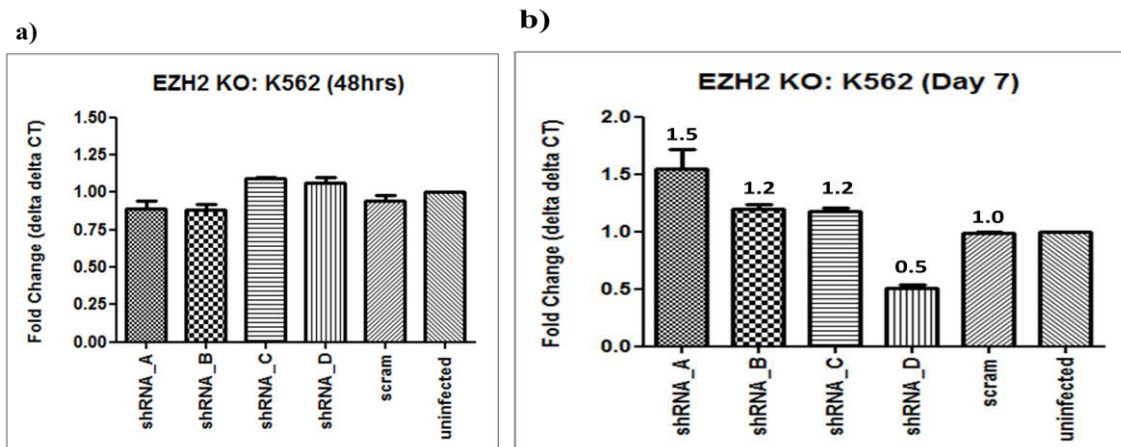 a)
EZH2 KO: K562 (48hrs)
Fold Change (delta delta CT)
1.50
1.25
1.00
0.75
0.50
0.25
0.00
shRNA_A
shRNA_B
shRNA_C
shRNA_D
scram
uninfected
b)
EZH2 KO: K562 (Day 7)
Fold Change (delta delta CT)
2.0
1.5
1.0
0.5
0.0
1.5
1.2
1.2
0.5
1.0
shRNA_A
shRNA_B
shRNA_C
shRNA_D
scram
uninfected